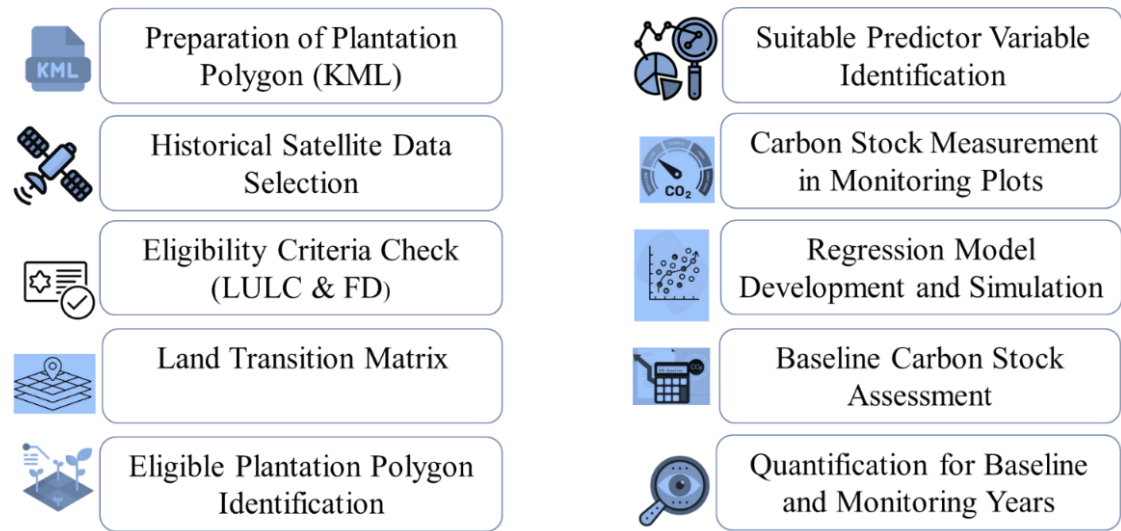 KML
Preparation of Plantation
Polygon (KML)
Historical Satellite Data
Selection
Eligibility Criteria Check
(LULC & FD)
Land Transition Matrix
Eligible Plantation Polygon
Identification
Suitable Predictor Variable
Identification
CO₂
Carbon Stock Measurement
in Monitoring Plots
Regression Model
Development and Simulation
CO₂
Baseline Carbon Stock
Assessment
Quantification for Baseline
and Monitoring Years